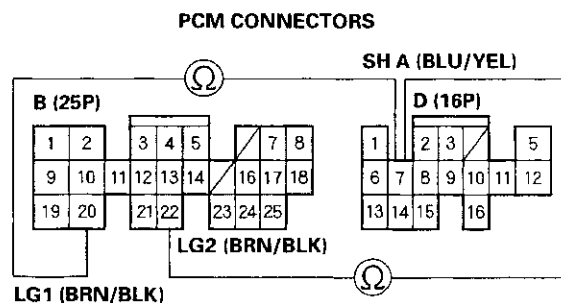 PCM CONNECTORS
SH A (BLU/YEL)
Ω
B (25P)
D (16P)
1 2 3 4 5 7 8
9 10 11 12 13 14 16 17 18
19 20 21 22 23 24 25
1 2 3 5
6 7 8 9 10 11 12
13 14 15 16
LG2 (BRN/BLK)
Ω
LG1 (BRN/BLK)